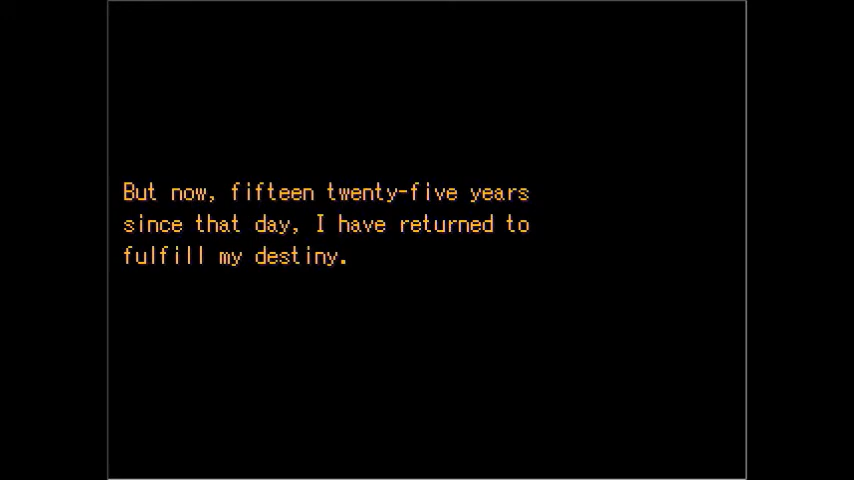 But now, fifteen twenty-five years
since that day, I have returned to
fulfill my destiny.